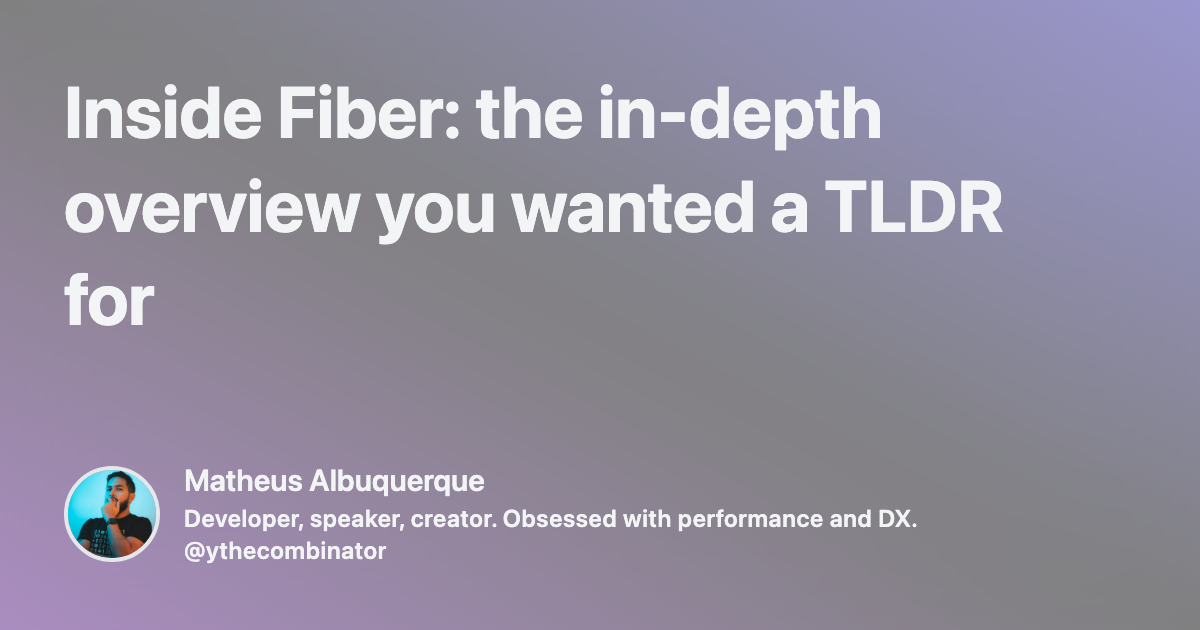 Inside Fiber: the in-depth
overview you wanted a TLDR
for
Matheus Albuquerque
Developer, speaker, creator. Obsessed with performance and DX.
@ythecombinator